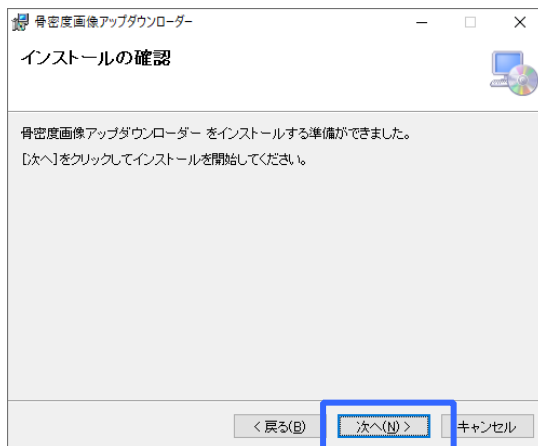 骨密度画像アップダウンローダー
インストールの確認
骨密度画像アップダウンローダー をインストールする準備ができました。
[次へ]をクリックしてインストールを開始してください。
< 戻る(B)
次へ(N) >
キャンセル